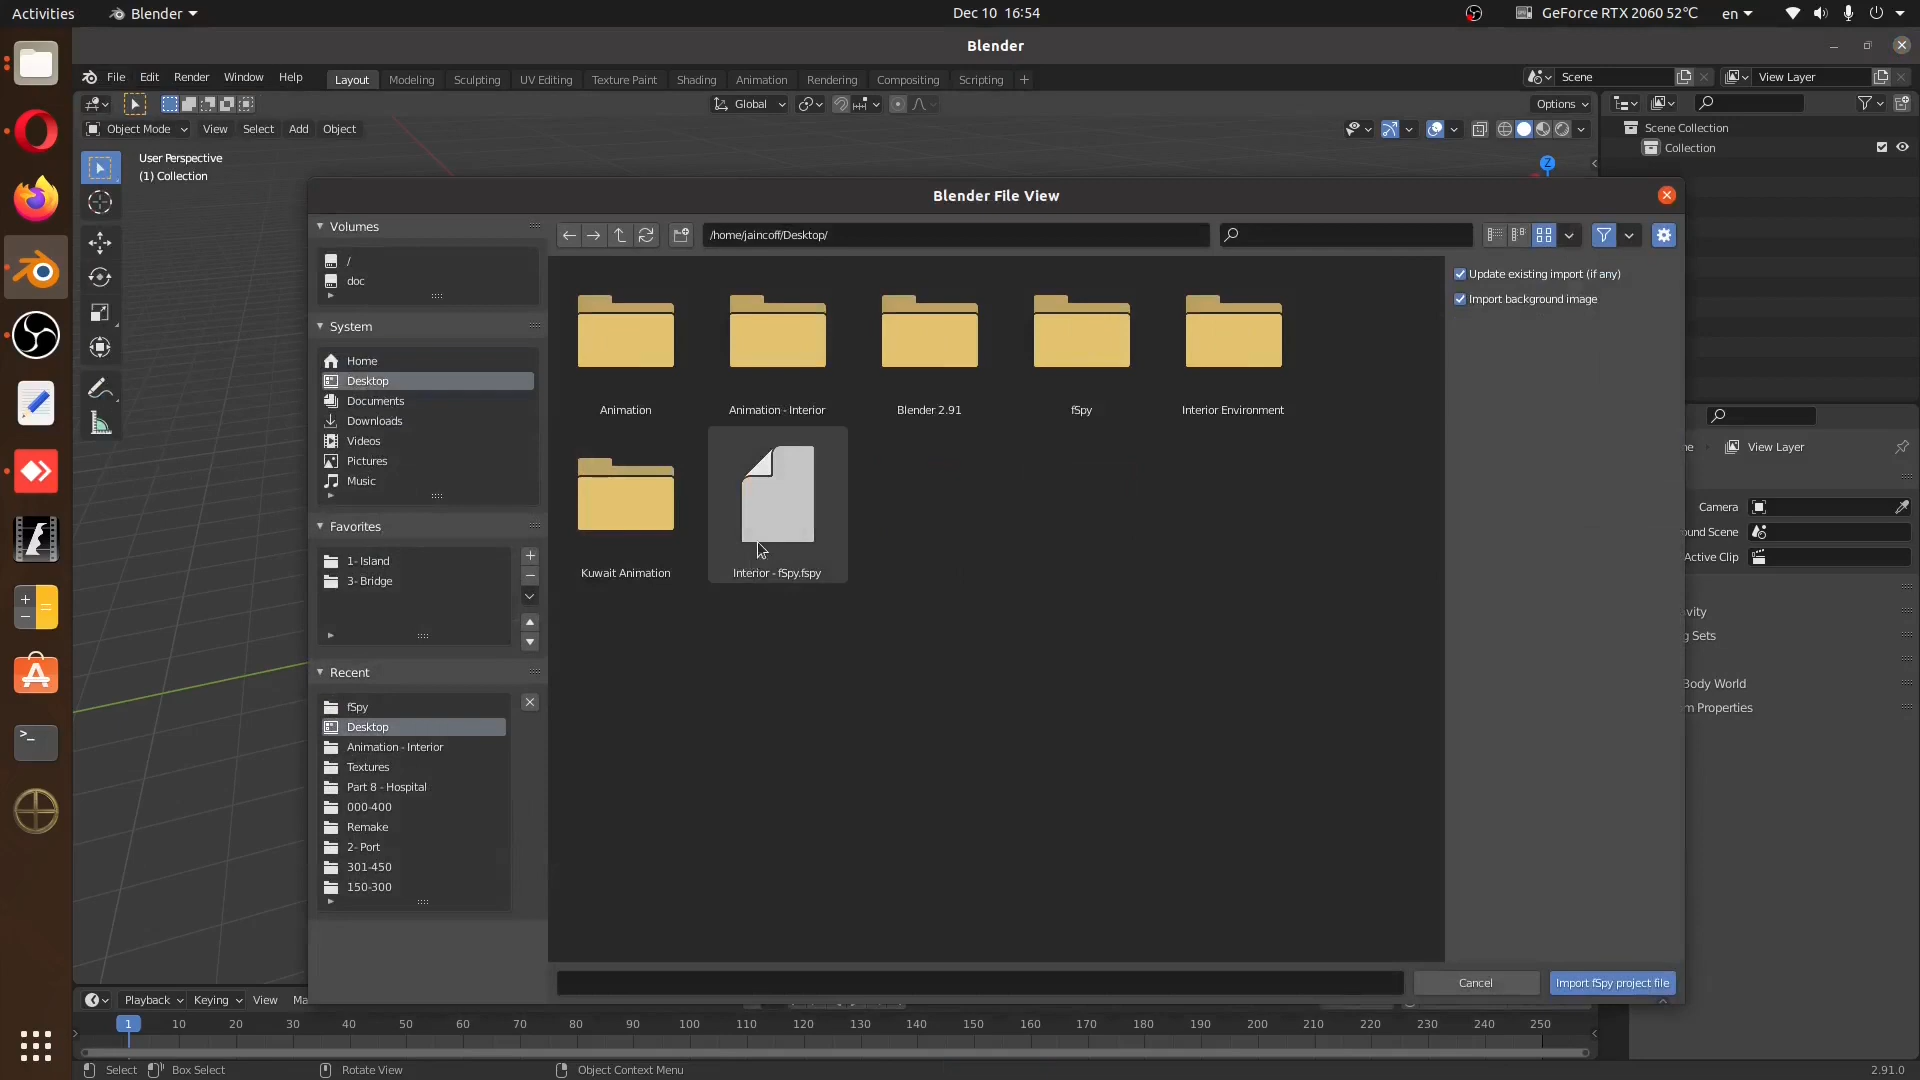 Activities Blender Dec 10 16:54 GeForce RTX 2060 52℃ en
Blender
File Edit Render Window Help Layout Modeling Sculpting UV Editing Texture Paint Shading Animation Rendering Compositing Scripting + Scene View Layer
Global Options
Object Mode View Select Add Object
Scene Collection
Collection
User Perspective
(1) Collection
Z
Blender File View
Volumes
/
doc
System
Home
Desktop
Documents
Downloads
Videos
Pictures
Music
Favorites
1- Island
3- Bridge
Recent
fSpy
Desktop
Animation - Interior
Textures
Part 8 - Hospital
000-400
Remake
2- Port
301-450
150-300
/home/jaincoff/Desktop/
Update existing import (if any)
Import background image
Animation Animation - Interior Blender 2.91 fSpy Interior Environment
Kuwait Animation Interior - fSpy.fspy
Cancel Import fSpy project file
View Layer
Camera
Active Clip
Playback Keying View
1 10 20 30 40 50 60 70 80 90 100 110 120 130 140 150 160 170 180 190 200 210 220 230 240 250
Select Box Select Rotate View Object Context Menu 2.91.0